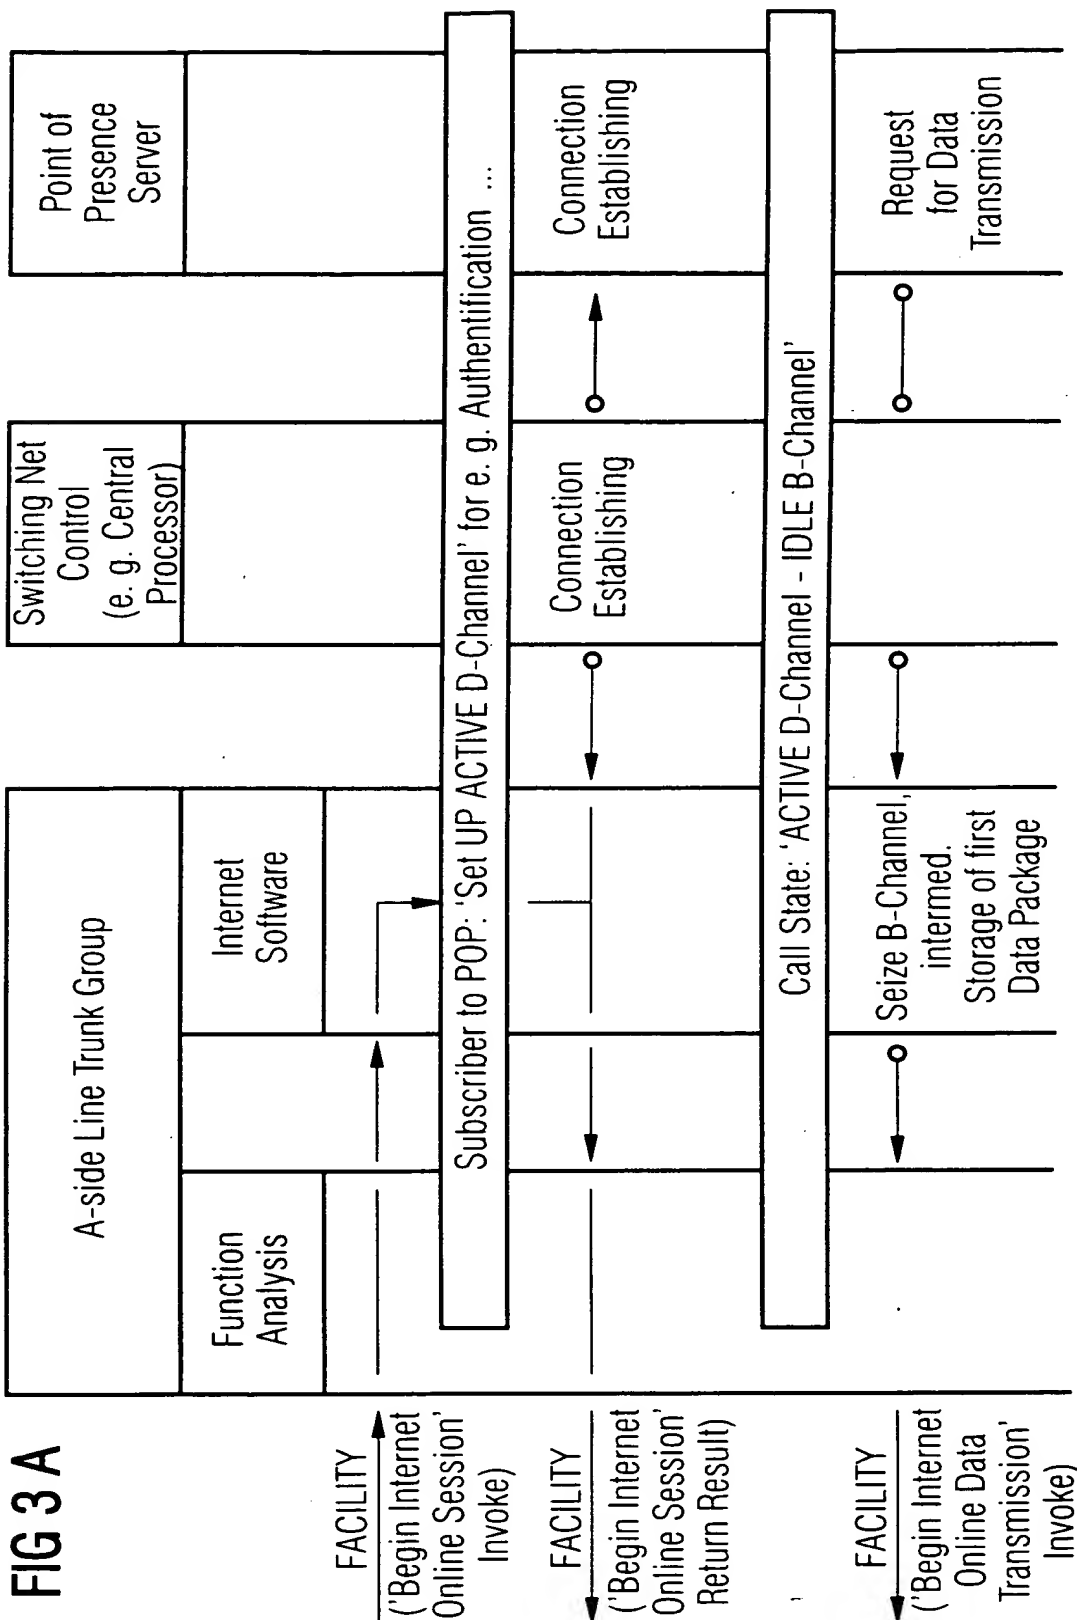 FIG 3 A
A-side Line Trunk Group
Switching Net
Control
(e. g. Central
Processor)
Point of
Presence
Server
Function
Analysis
Internet
Software
FACILITY
('Begin Internet
Online Session'
Invoke)
Subscriber to POP: 'Set UP ACTIVE D-Channel' for e. g. Authentification ...
FACILITY
('Begin Internet
Online Session'
Return Result)
Connection
Establishing
Connection
Establishing
Call State: 'ACTIVE D-Channel - IDLE B-Channel'
FACILITY
('Begin Internet
Online Data
Transmission'
Invoke)
Seize B-Channel,
intermed.
Storage of first
Data Package
Request
for Data
Transmission